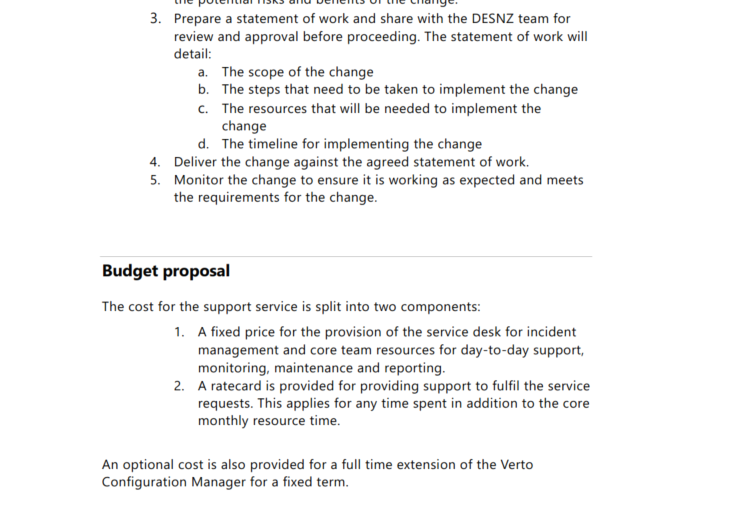 the potential risks and benefits of the change.
3. Prepare a statement of work and share with the DESNZ team for
review and approval before proceeding. The statement of work will
detail:
a. The scope of the change
b. The steps that need to be taken to implement the change
c. The resources that will be needed to implement the
change
d. The timeline for implementing the change
4. Deliver the change against the agreed statement of work.
5. Monitor the change to ensure it is working as expected and meets
the requirements for the change.
Budget proposal
The cost for the support service is split into two components:
1. A fixed price for the provision of the service desk for incident
management and core team resources for day-to-day support,
monitoring, maintenance and reporting.
2. A ratecard is provided for providing support to fulfil the service
requests. This applies for any time spent in addition to the core
monthly resource time.
An optional cost is also provided for a full time extension of the Verto
Configuration Manager for a fixed term.